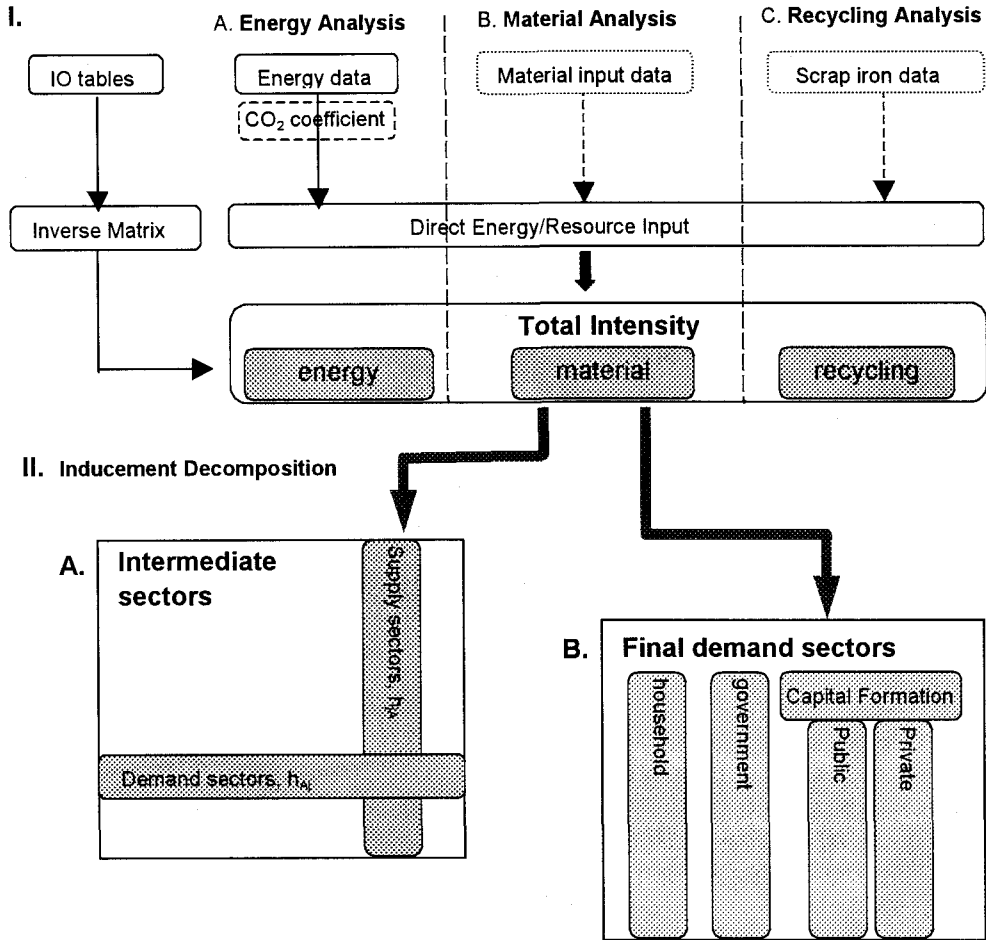 I.
A. Energy Analysis
B. Material Analysis
C. Recycling Analysis
IO tables
Energy data
Material input data
Scrap iron data
CO₂ coefficient
Inverse Matrix
Direct Energy/Resource Input
Total Intensity
energy
material
recycling
II. Inducement Decomposition
A.
Intermediate
sectors
Supply sectors,
Demand sectors, h_Aj
B.
Final demand sectors
household
government
Capital Formation
Public
Private